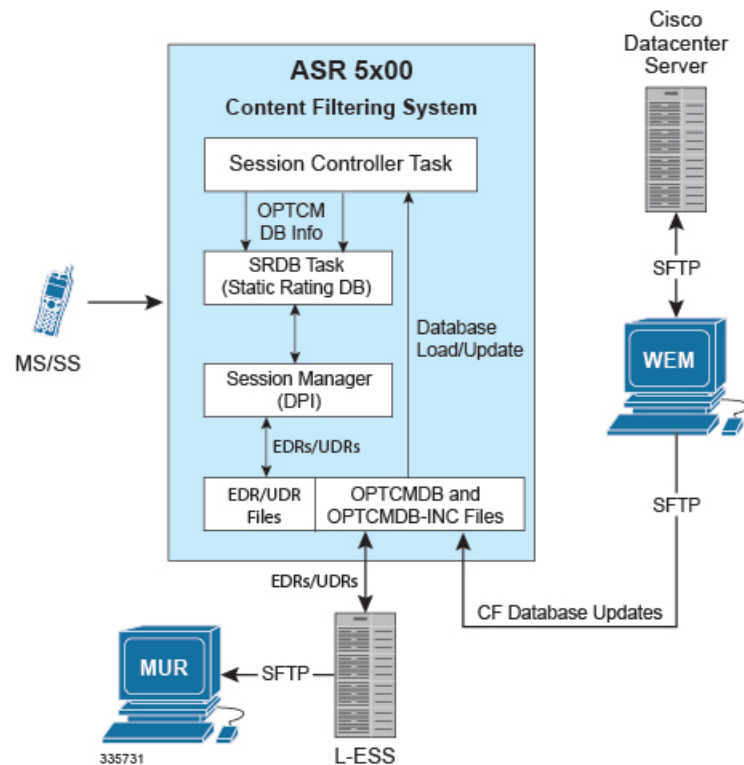 Cisco
Datacenter
Server
ASR 5x00
Content Filtering System
Session Controller Task
OPTCM
DB Info
SRDB Task
(Static Rating DB)
SFTP
MS/SS
Database
Load/Update
WEM
Session Manager
(DPI)
EDRs/UDRs
EDR/UDR
Files
OPTCMDB and
OPTCMDB-INC Files
SFTP
EDRs/UDRs
CF Database Updates
MUR
SFTP
335731
L-ESS